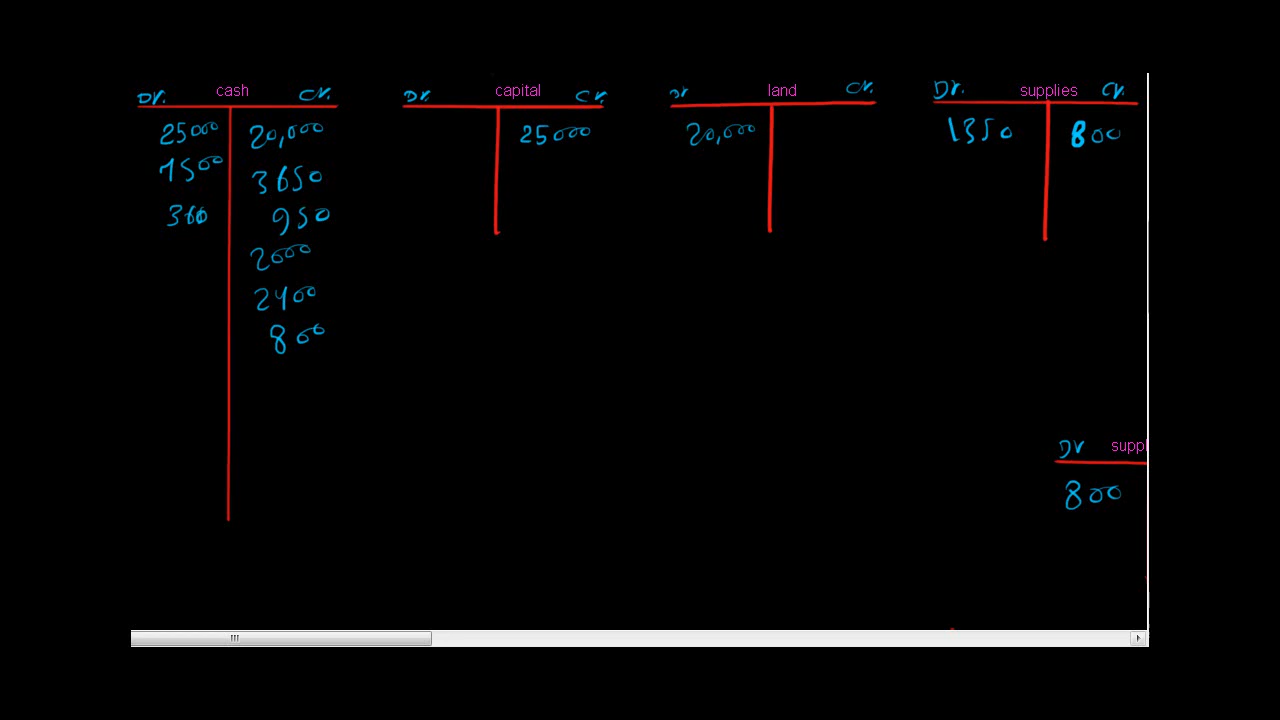 Dr. cash Cr. Dr. capital Cr. Dr land Cr. Dr. supplies Cr.
25000 20,000 25000 20,000 1350 800
7500 3650
360 950
2000
2400
800
Dr suppl
800